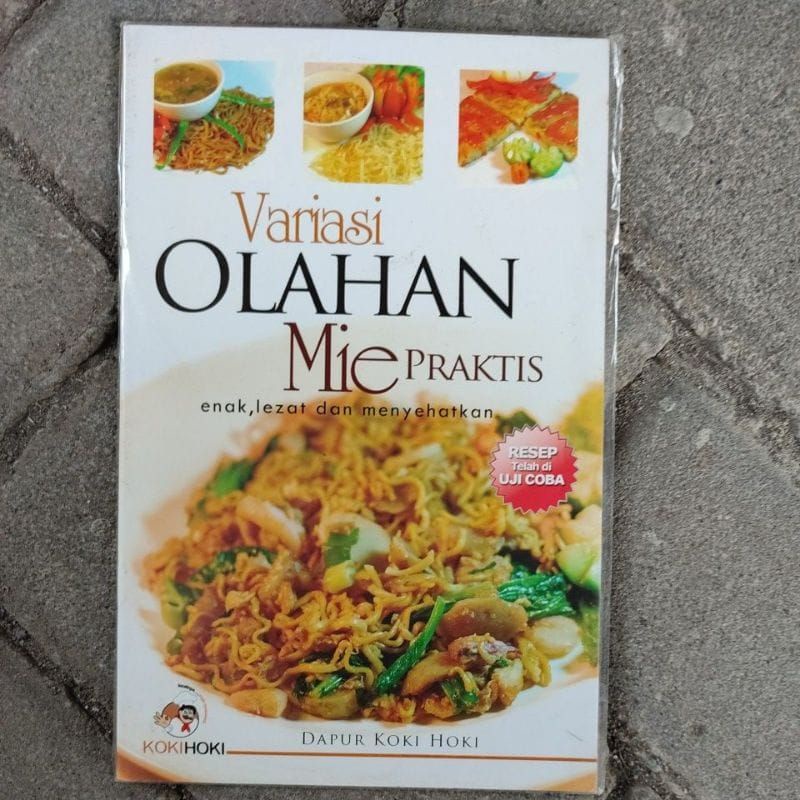 Variasi
OLAHAN
Mie PRAKTIS
enak,lezat dan menyehatkan
RESEP
Telah di
UJI COBA
KOKIHOKI
DAPUR KOKI HOKI